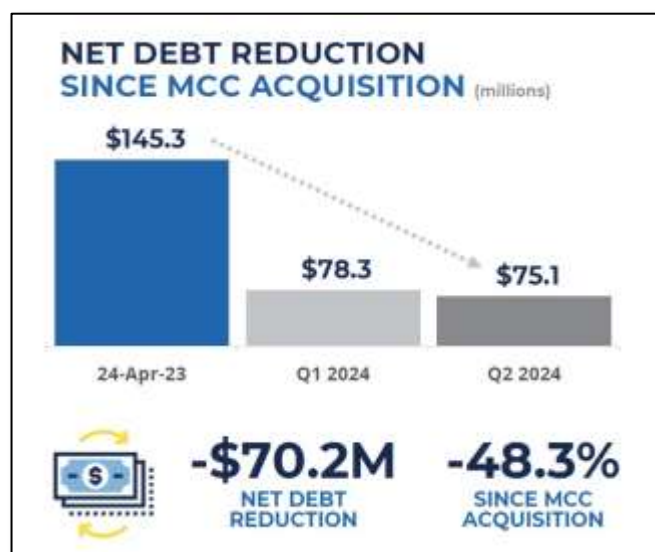 NET DEBT REDUCTION
SINCE MCC ACQUISITION (millions)
$145.3
$78.3
$75.1
24-Apr-23
Q1 2024
Q2 2024
$
-$70.2M
NET DEBT
REDUCTION
-48.3%
SINCE MCC
ACQUISITION